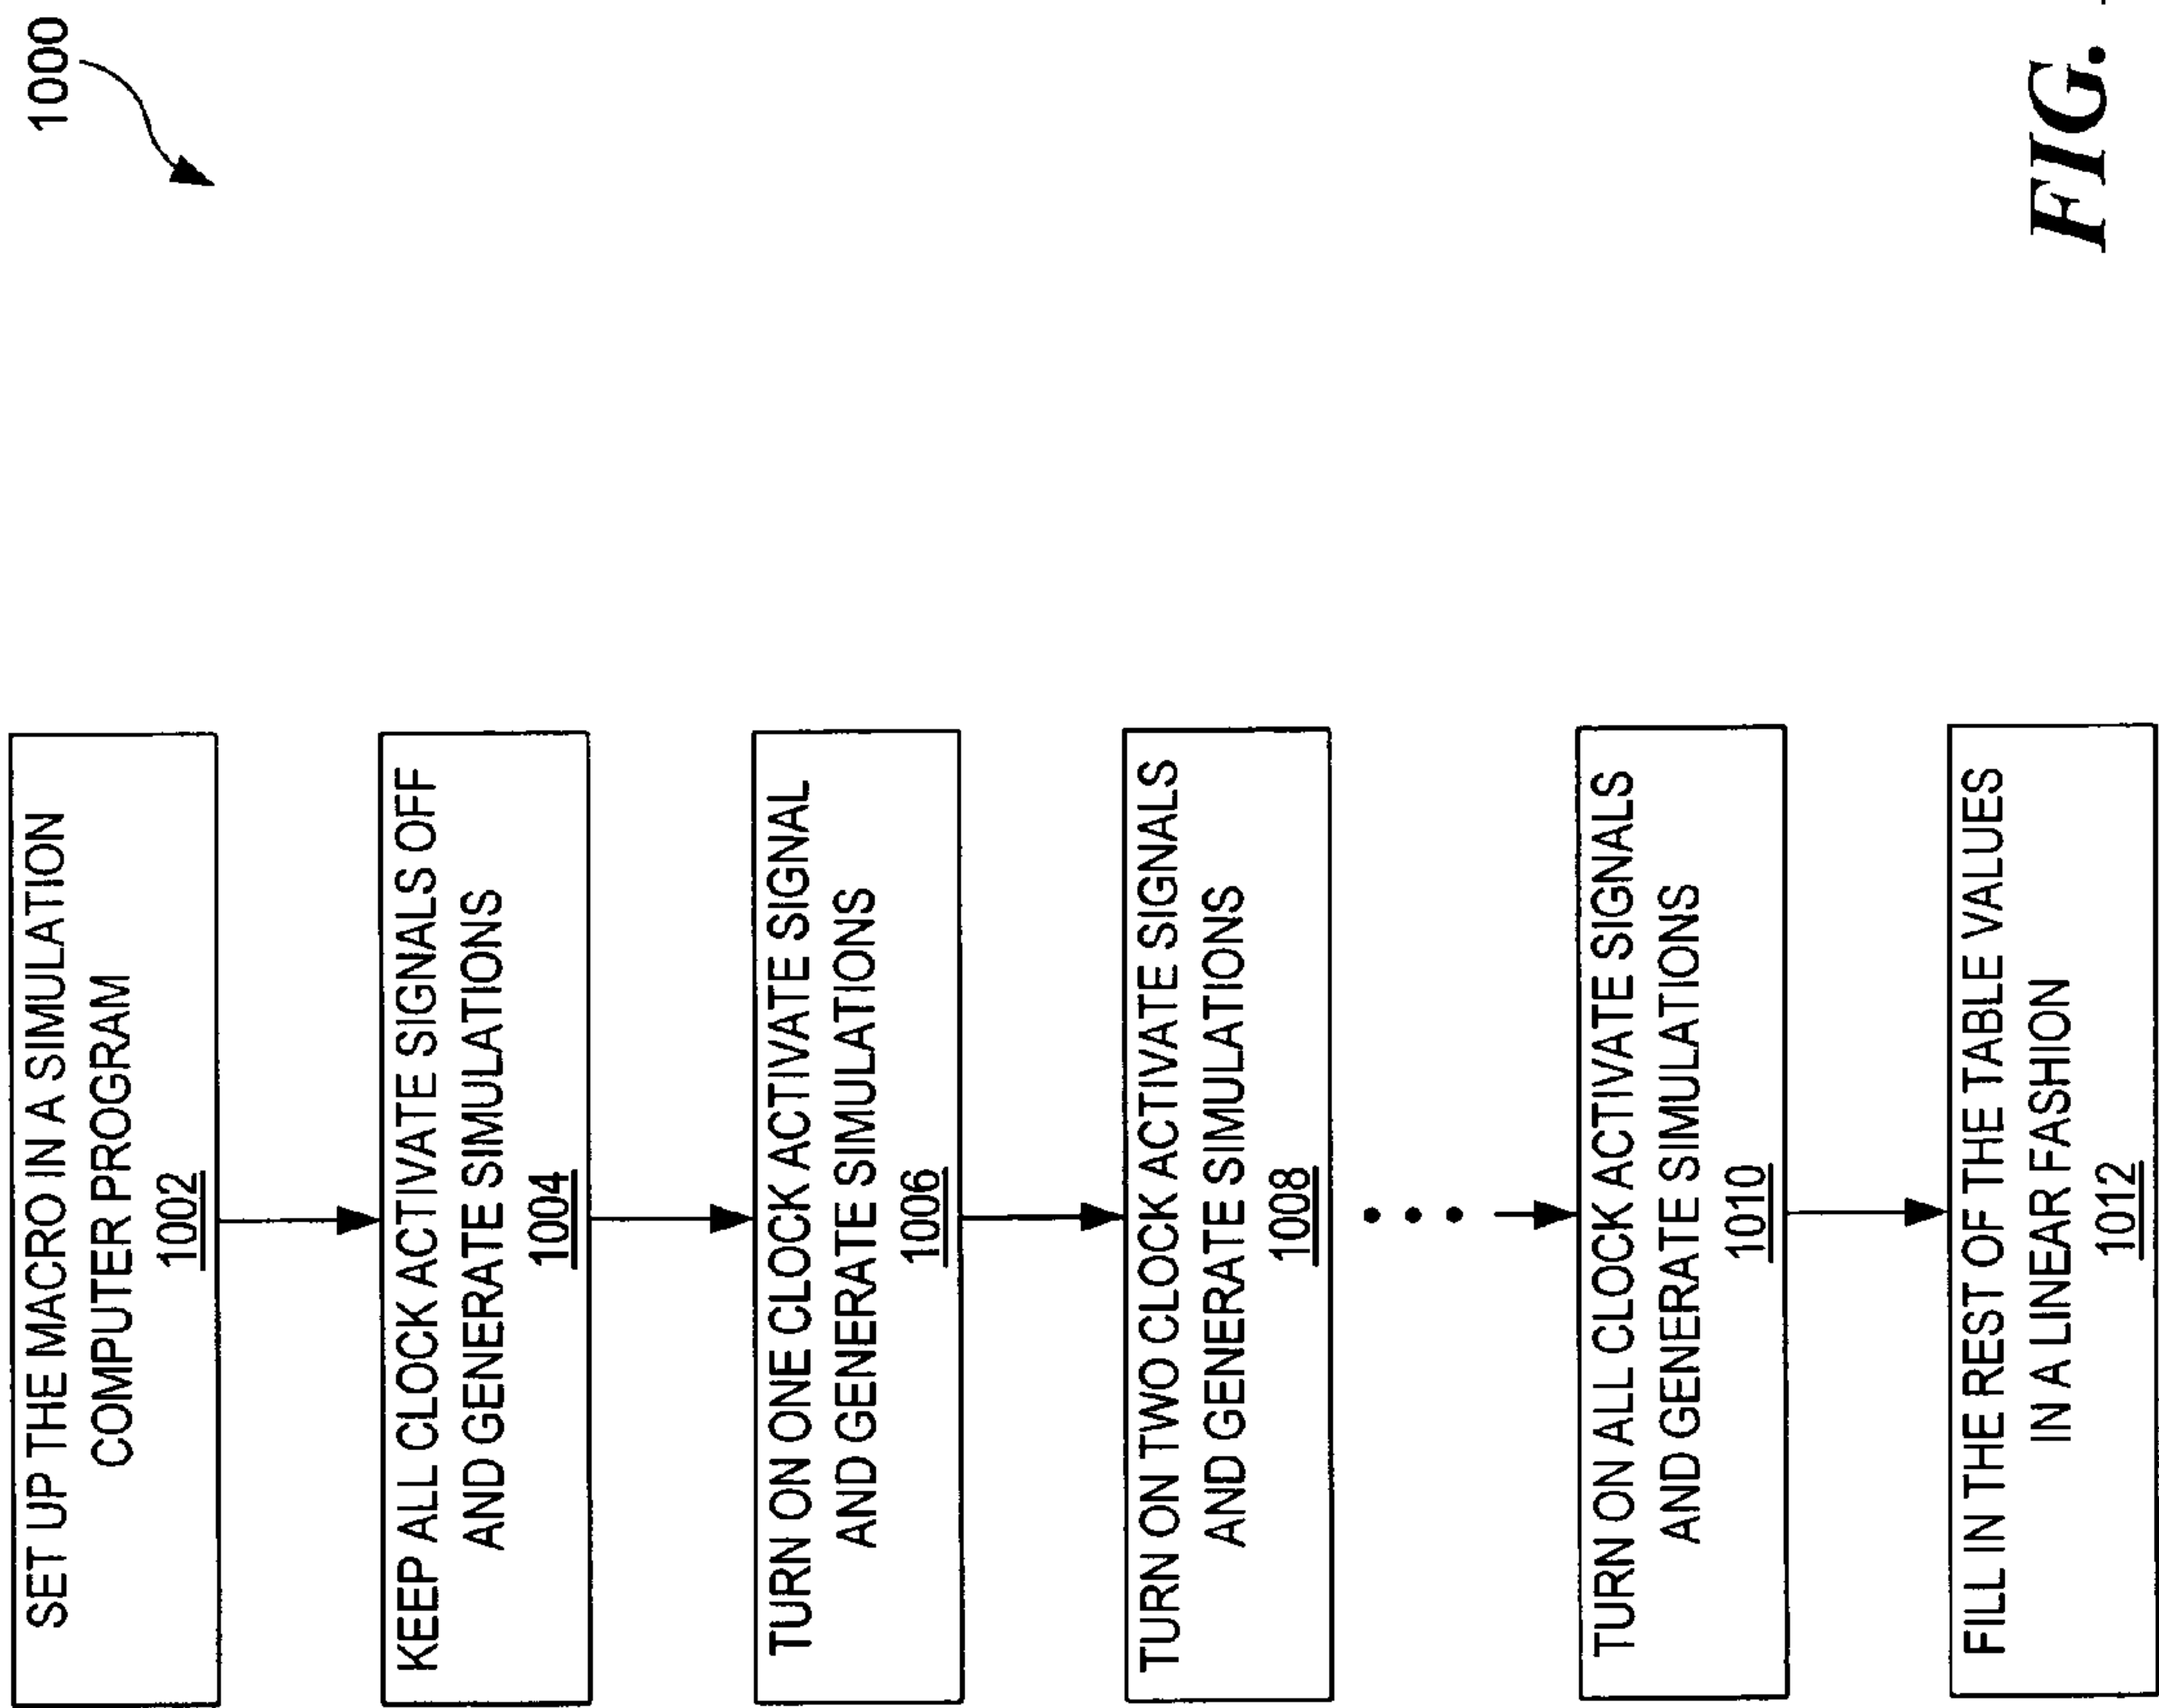 1000
SET UP THE MACRO IN A SIMULATION
COMPUTER PROGRAM
1002
KEEP ALL CLOCK ACTIVATE SIGNALS OFF
AND GENERATE SIMULATIONS
1004
TURN ON ONE CLOCK ACTIVATE SIGNAL
AND GENERATE SIMULATIONS
1006
TURN ON TWO CLOCK ACTIVATE SIGNALS
AND GENERATE SIMULATIONS
1008
TURN ON ALL CLOCK ACTIVATE SIGNALS
AND GENERATE SIMULATIONS
1010
FILL IN THE REST OF THE TABLE VALUES
IN A LINEAR FASHION
1012
FIG.